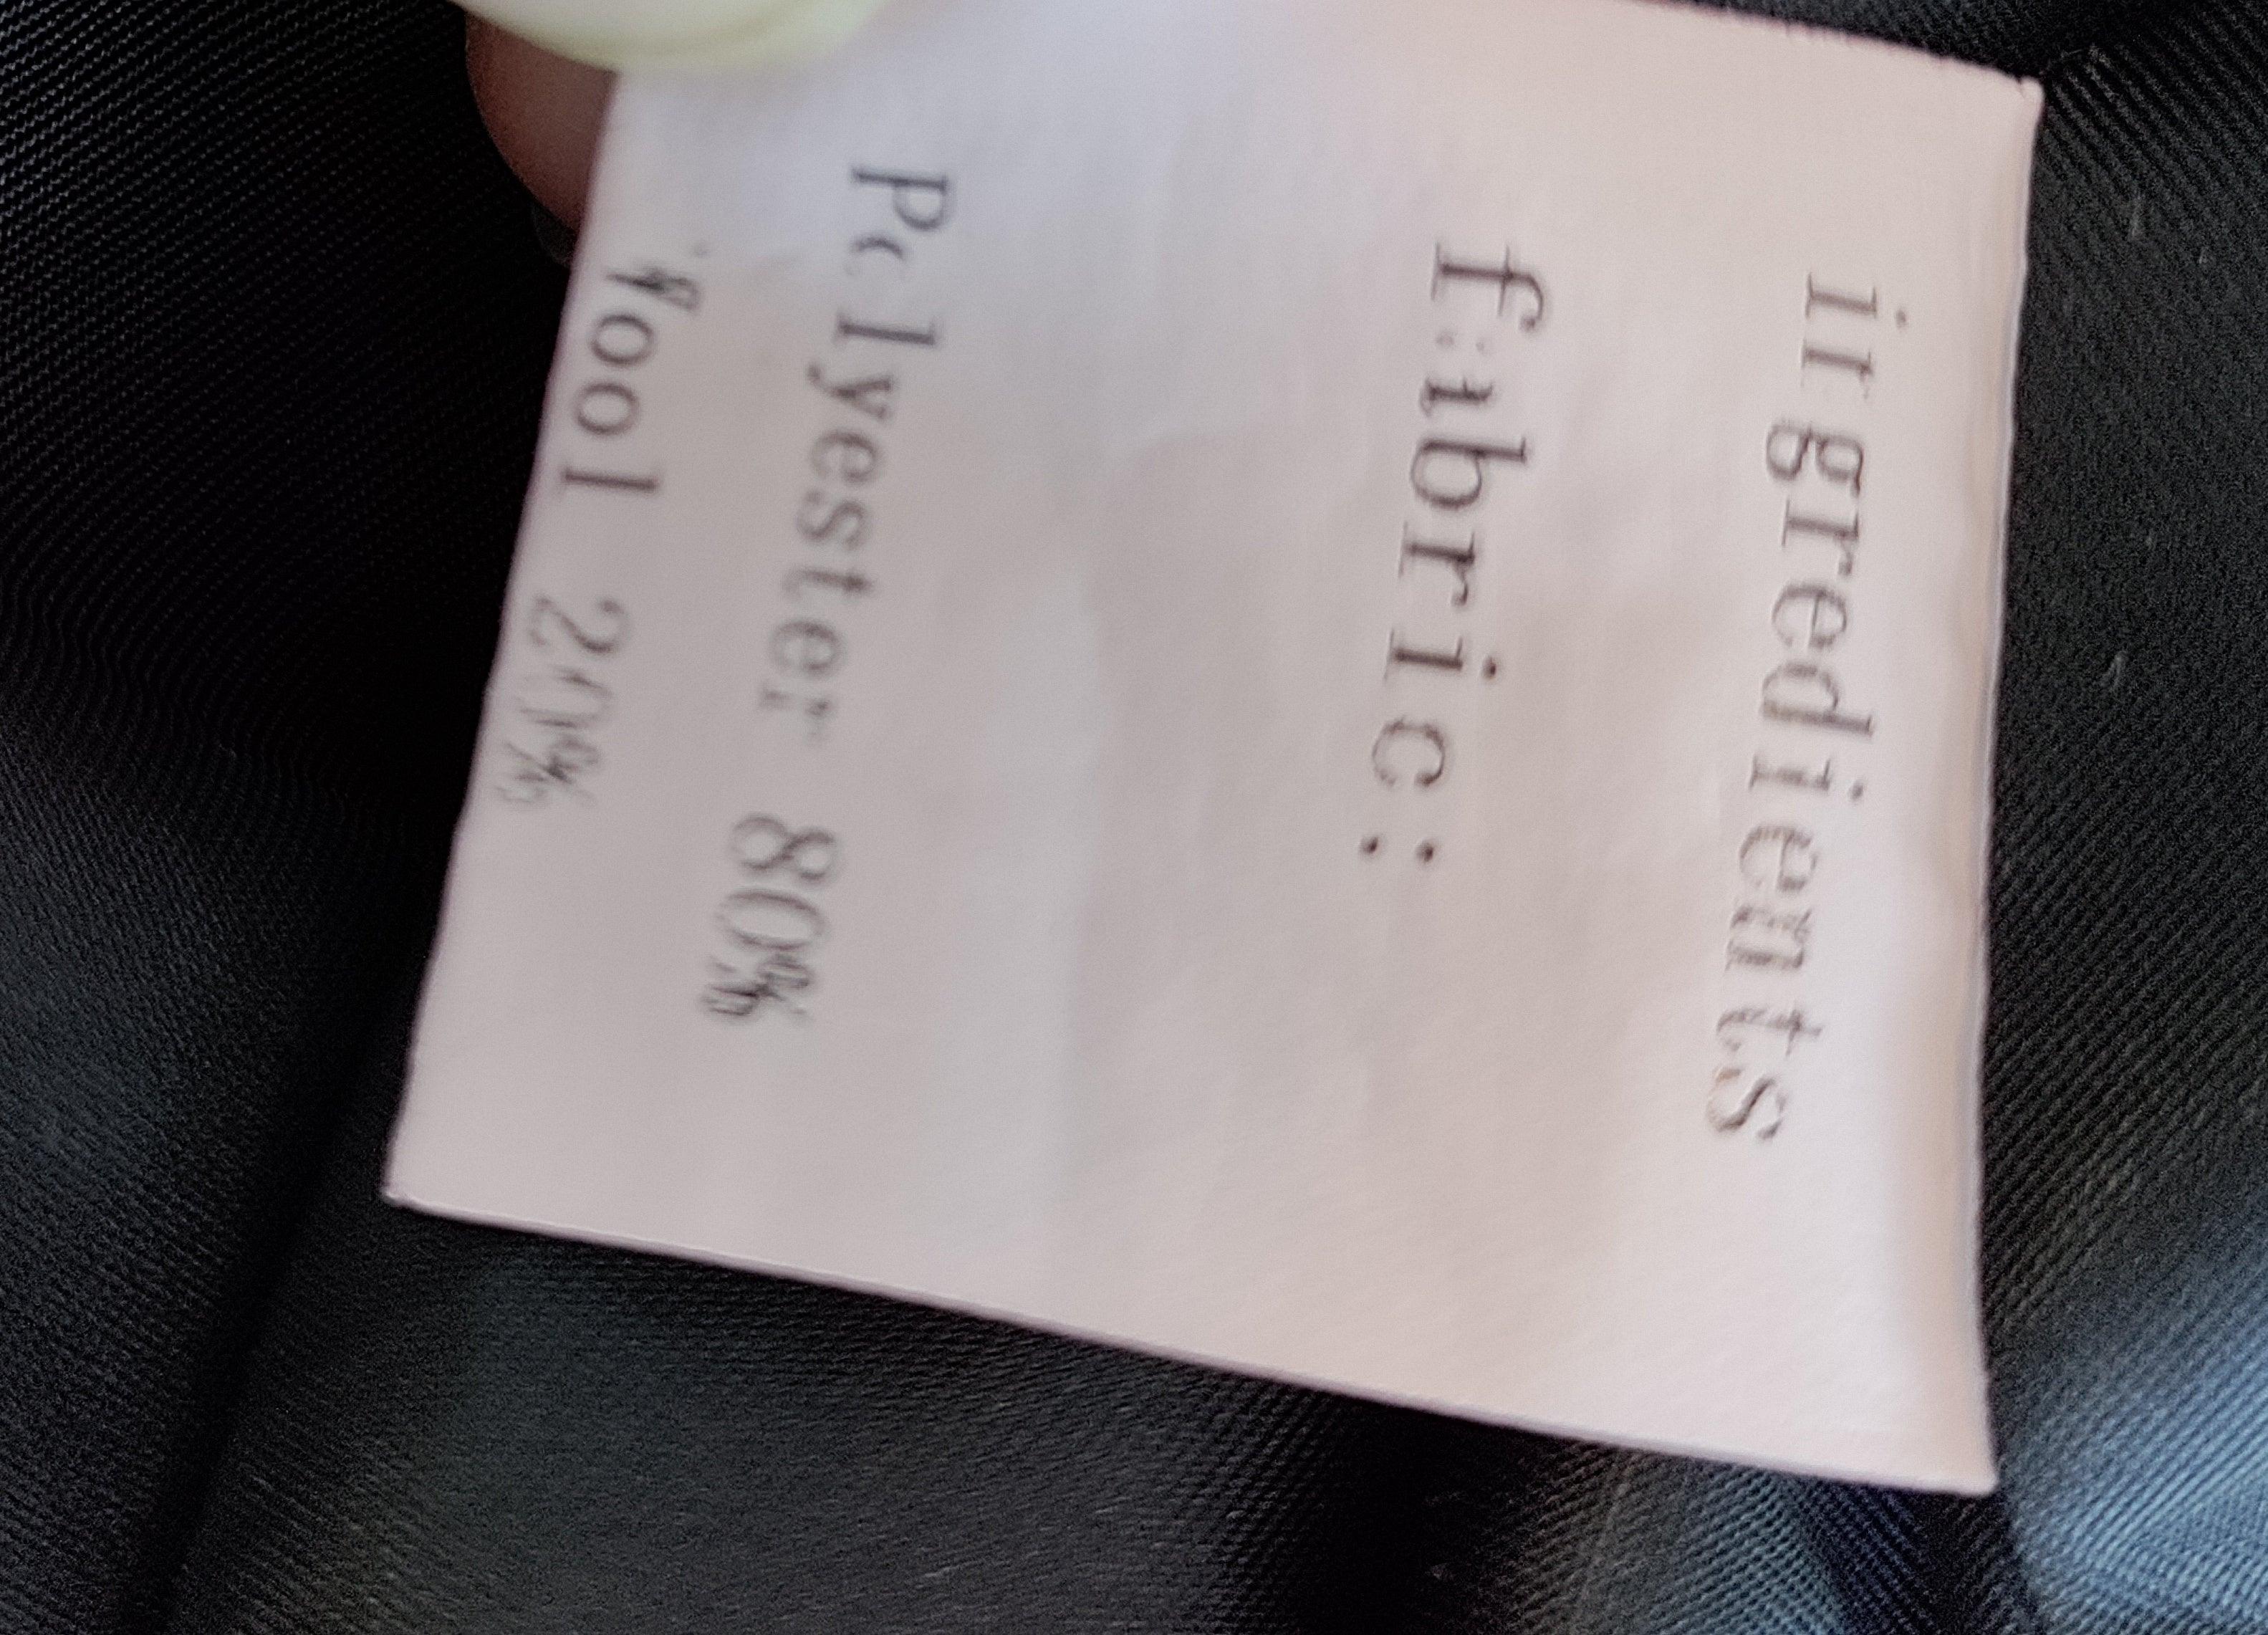 ingredients
fabric:
Polyester 80%
Wool 20%